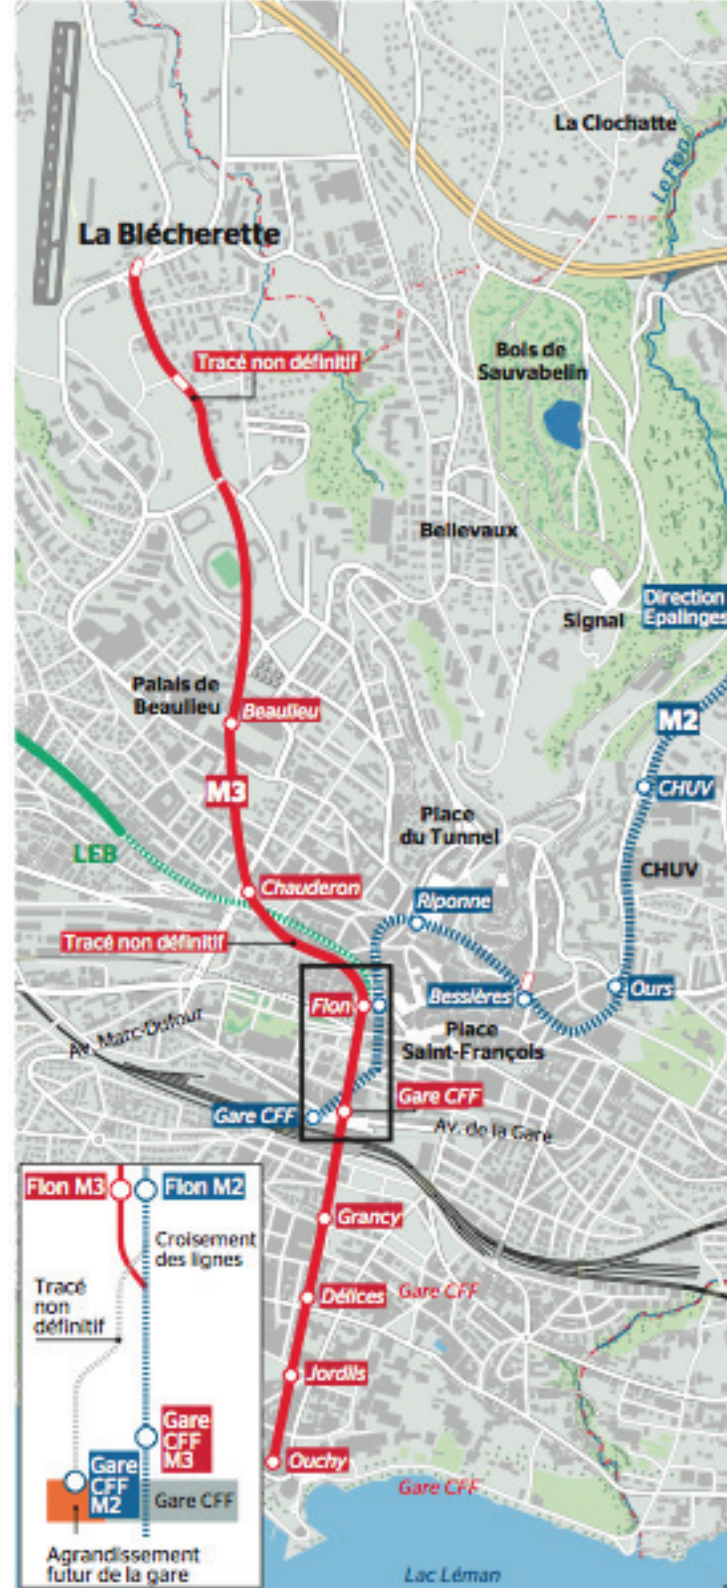 La Clochatte
Le Flon
La Blécherette
Tracé non définitif
Bois de
Sauvabelin
Bellevaux
Direction
Epalinges
Signal
Palais de
Beaulieu
Beaulieu
M2
M3
CHUV
Place
du Tunnel
LEB
CHUV
Chauderon
Riponne
Tracé non définitif
Ours
Bessières
Flon
Place
Saint-François
Av. Marc-Dufour
Gare CFF
Gare CFF
Av. de la Gare
Flon M3
Flon M2
Grancy
Croisement
des lignes
Tracé
non
définitif
Délices
Gare CFF
Jordils
Gare
CFF
M3
Ouchy
Gare
CFF
M2
Gare CFF
Gare CFF
Agrandissement
futur de la gare
Lac Léman